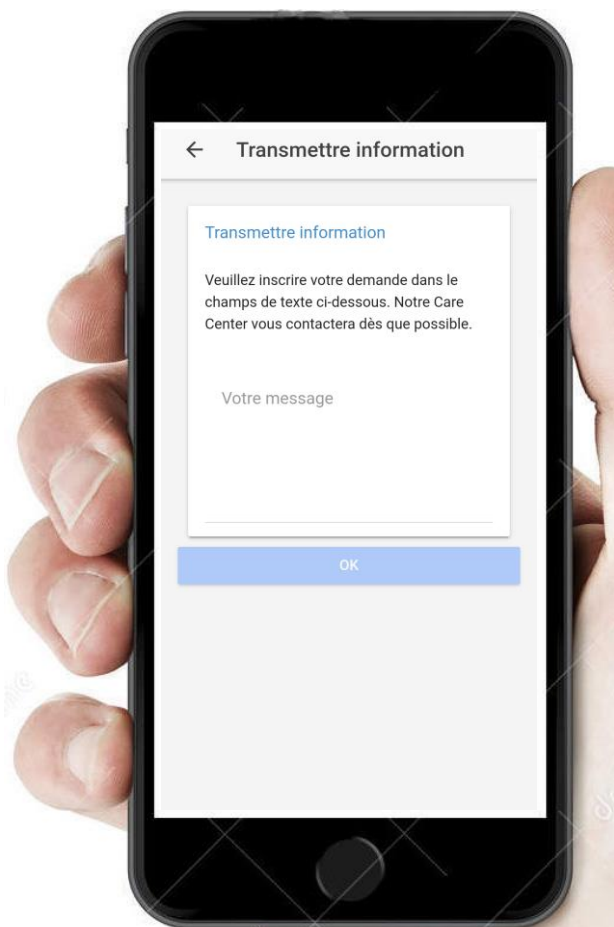 Transmettre information
Transmettre information
Veuillez inscrire votre demande dans le
champs de texte ci-dessous. Notre Care
Center vous contactera dès que possible.
Votre message
OK